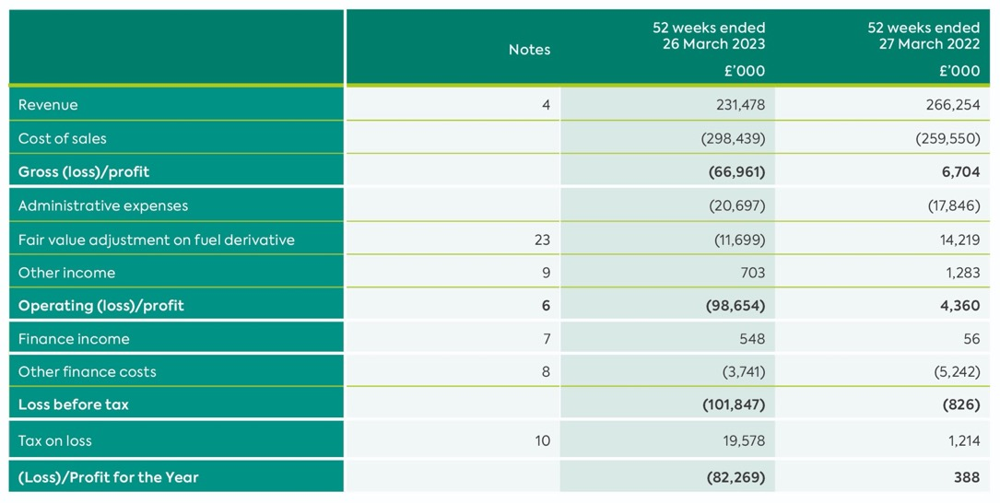 Notes 52 weeks ended 26 March 2023 £'000 52 weeks ended 27 March 2022 £'000
Revenue 4 231,478 266,254
Cost of sales (298,439) (259,550)
Gross (loss)/profit (66,961) 6,704
Administrative expenses (20,697) (17,846)
Fair value adjustment on fuel derivative 23 (11,699) 14,219
Other income 9 703 1,283
Operating (loss)/profit 6 (98,654) 4,360
Finance income 7 548 56
Other finance costs 8 (3,741) (5,242)
Loss before tax (101,847) (826)
Tax on loss 10 19,578 1,214
(Loss)/Profit for the Year (82,269) 388